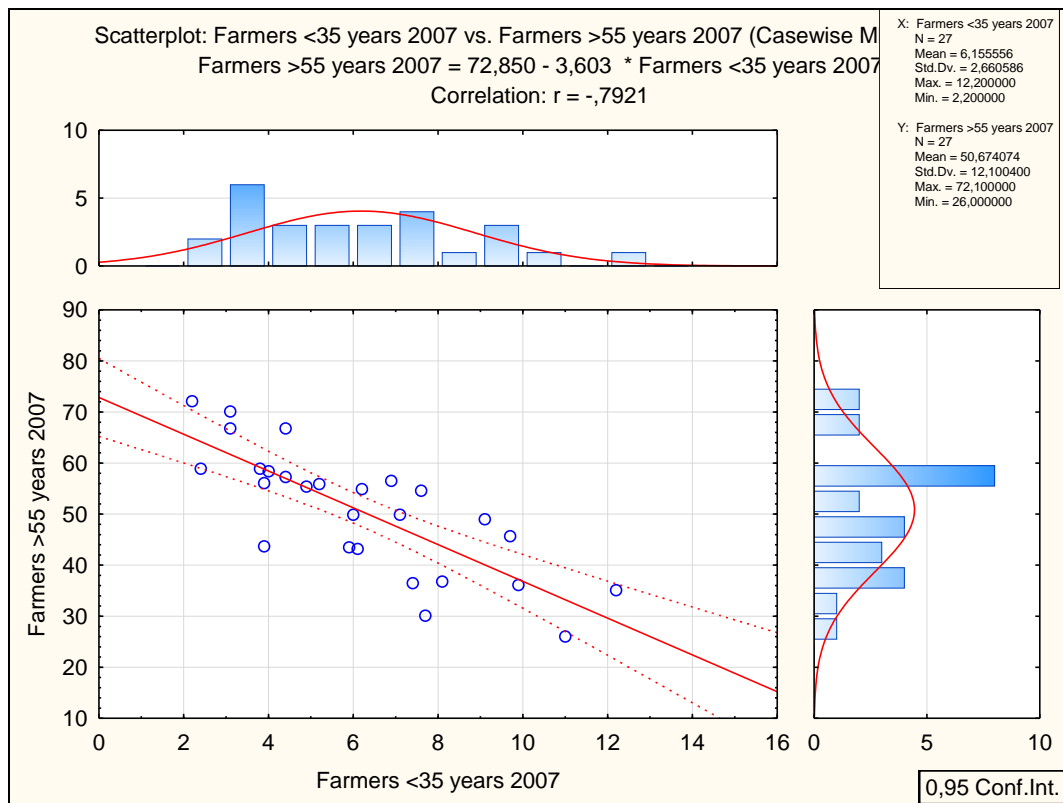 Scatterplot: Farmers <35 years 2007 vs. Farmers >55 years 2007 (Casewise M
Farmers >55 years 2007 = 72,850 - 3,603 * Farmers <35 years 2007
Correlation: r = -,7921
X: Farmers <35 years 2007
N = 27
Mean = 6,155556
Std.Dv. = 2,660586
Max. = 12,200000
Min. = 2,200000
Y: Farmers >55 years 2007
N = 27
Mean = 50,674074
Std.Dv. = 12,100400
Max. = 72,100000
Min. = 26,000000
10
5
0
90
80
70
60
50
40
30
20
10
Farmers >55 years 2007
0 2 4 6 8 10 12 14 16
Farmers <35 years 2007
0 5 10
0,95 Conf.Int.